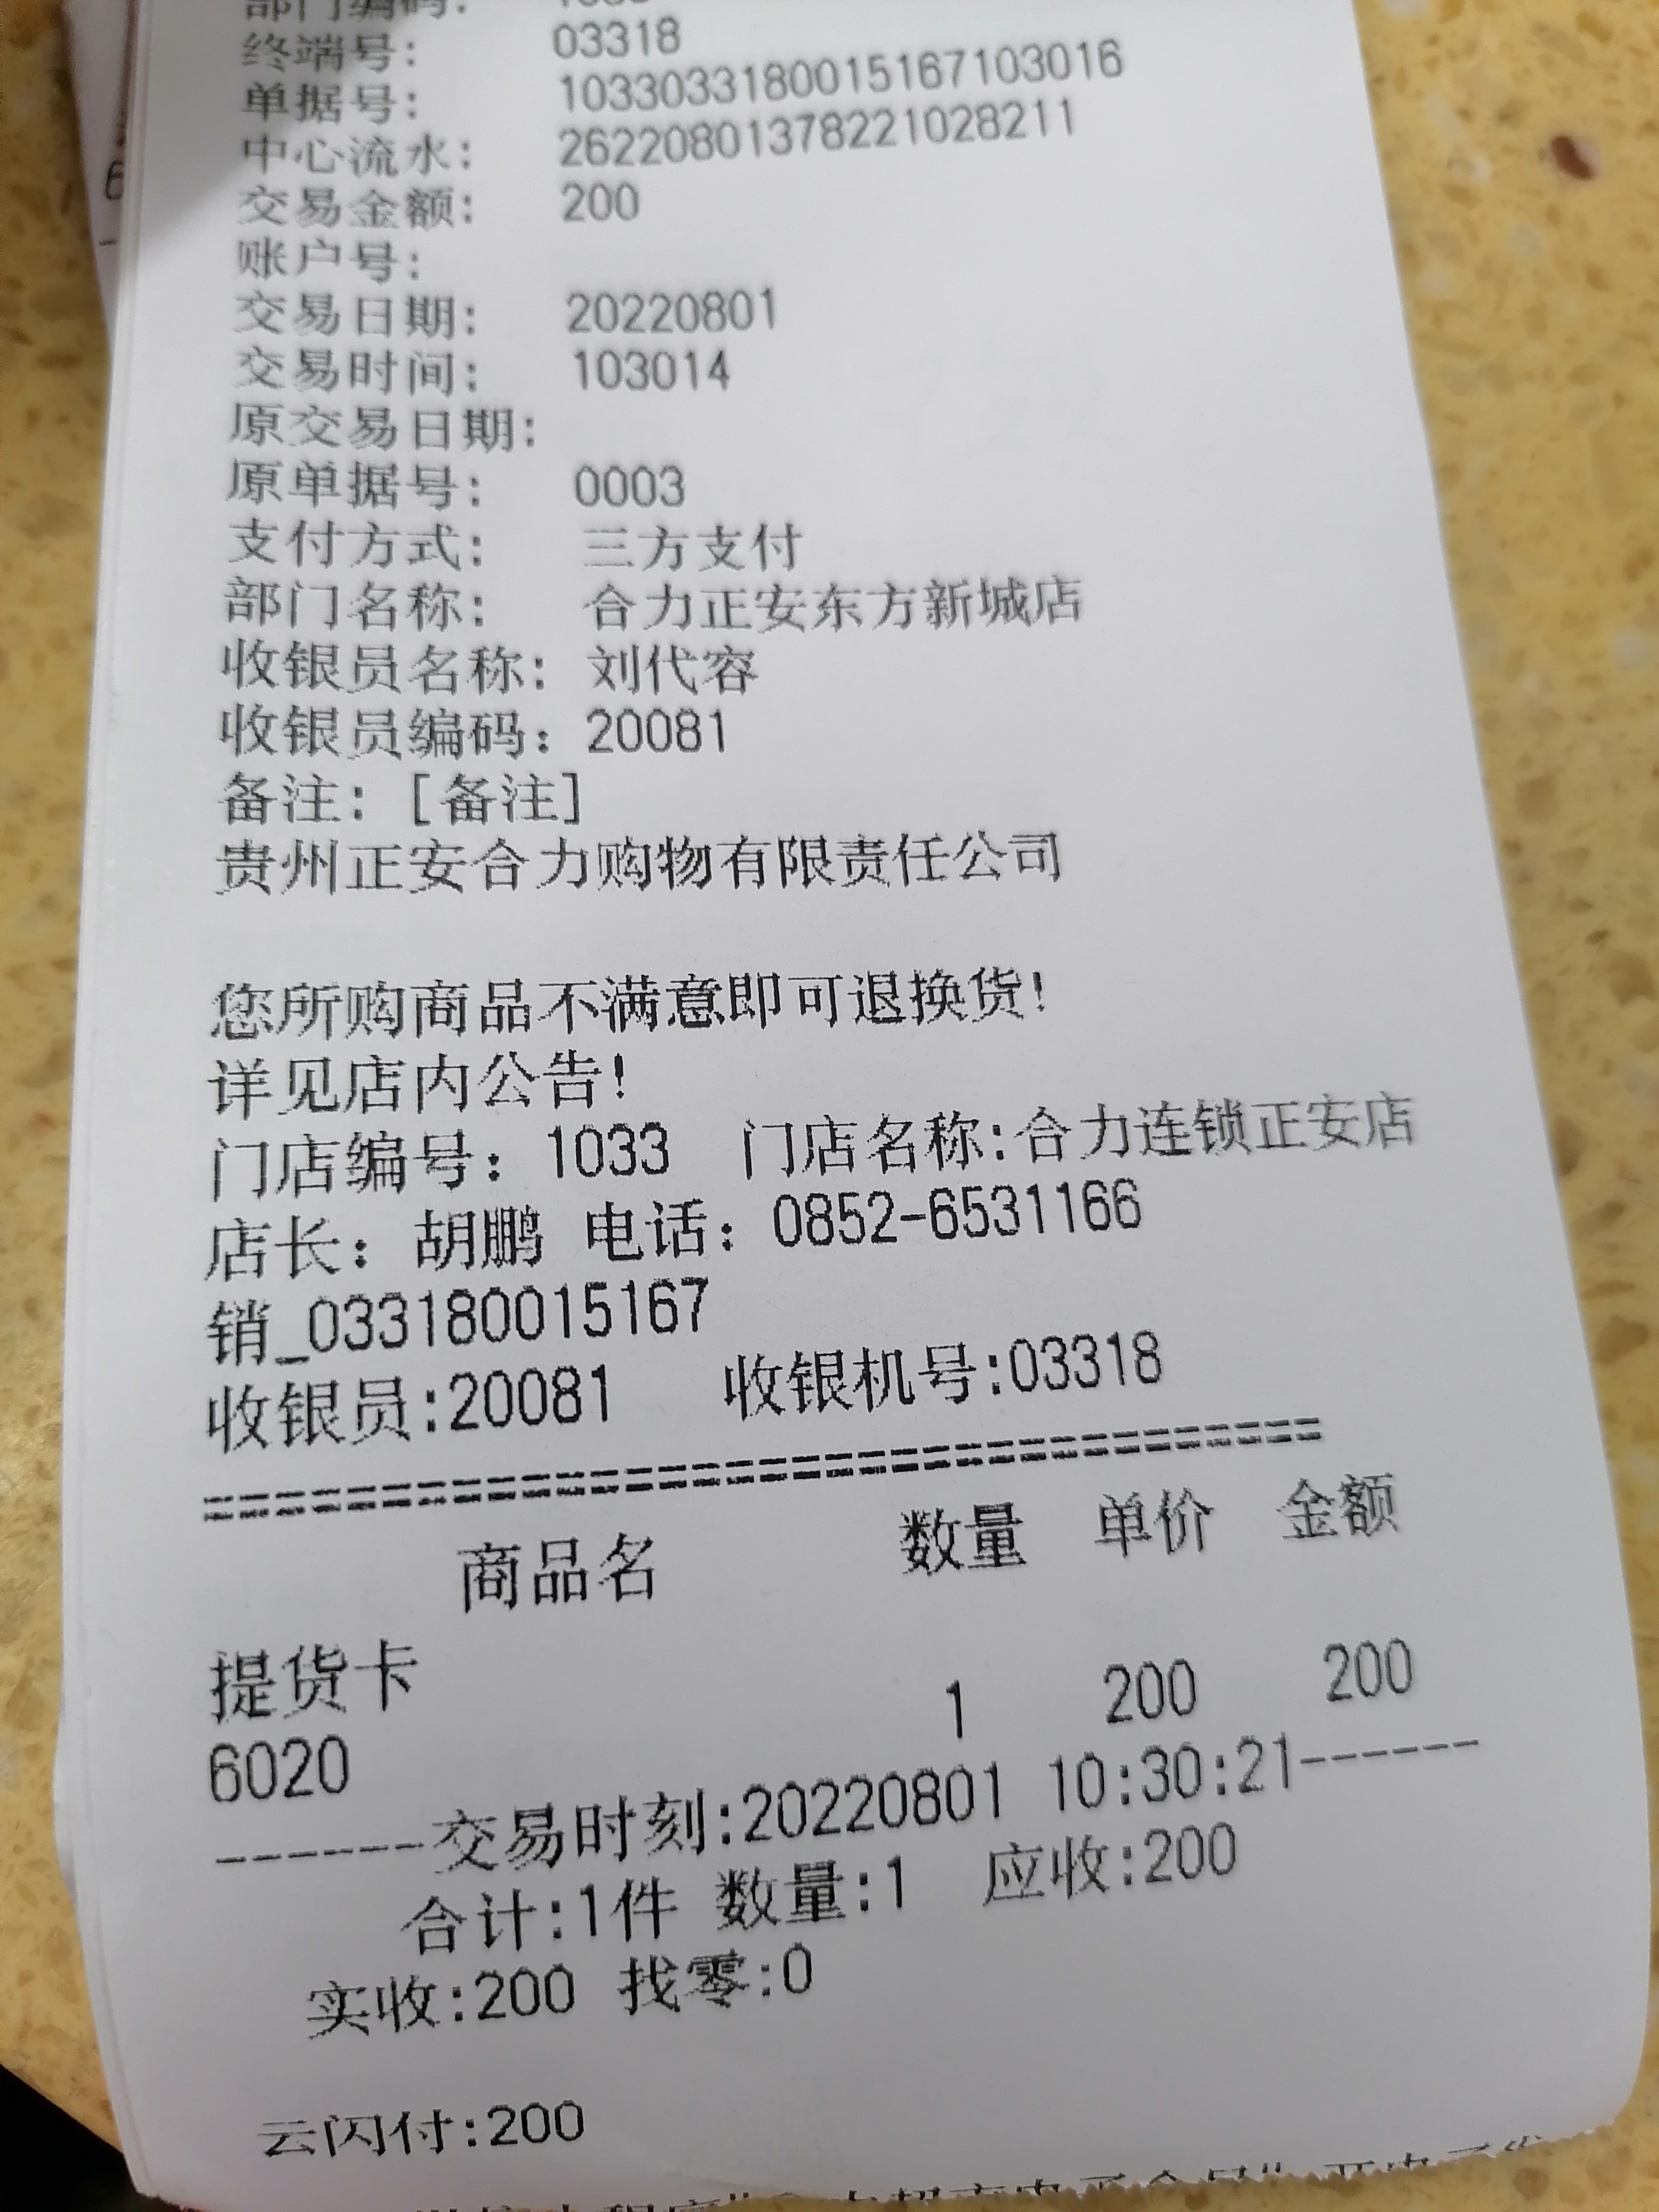 部门编码:
终端号: 03318
单据号: 1033033180015167103016
中心流水: 262208013782210282​11
交易金额: 200
账户号:
交易日期: 20220801
交易时间: 103014
原交易日期:
原单据号: 0003
支付方式: 三方支付
部门名称: 合力正安东方新城店
收银员名称: 刘代容
收银员编码: 20081
备注: [备注]
贵州正安合力购物有限责任公司
您所购商品不满意即可退换货!
详见店内公告!
门店编号: 1033 门店名称:合力连锁正安店
店长: 胡鹏 电话: 0852-6531166
销_033180015167
收银员:20081 收银机号:03318
==================================
商品名 数量 单价 金额
提货卡
6020 1 200 200
------交易时刻:20220801 10:30:21------
合计:1件 数量:1 应收:200
实收:200 找零:0
云闪付:200